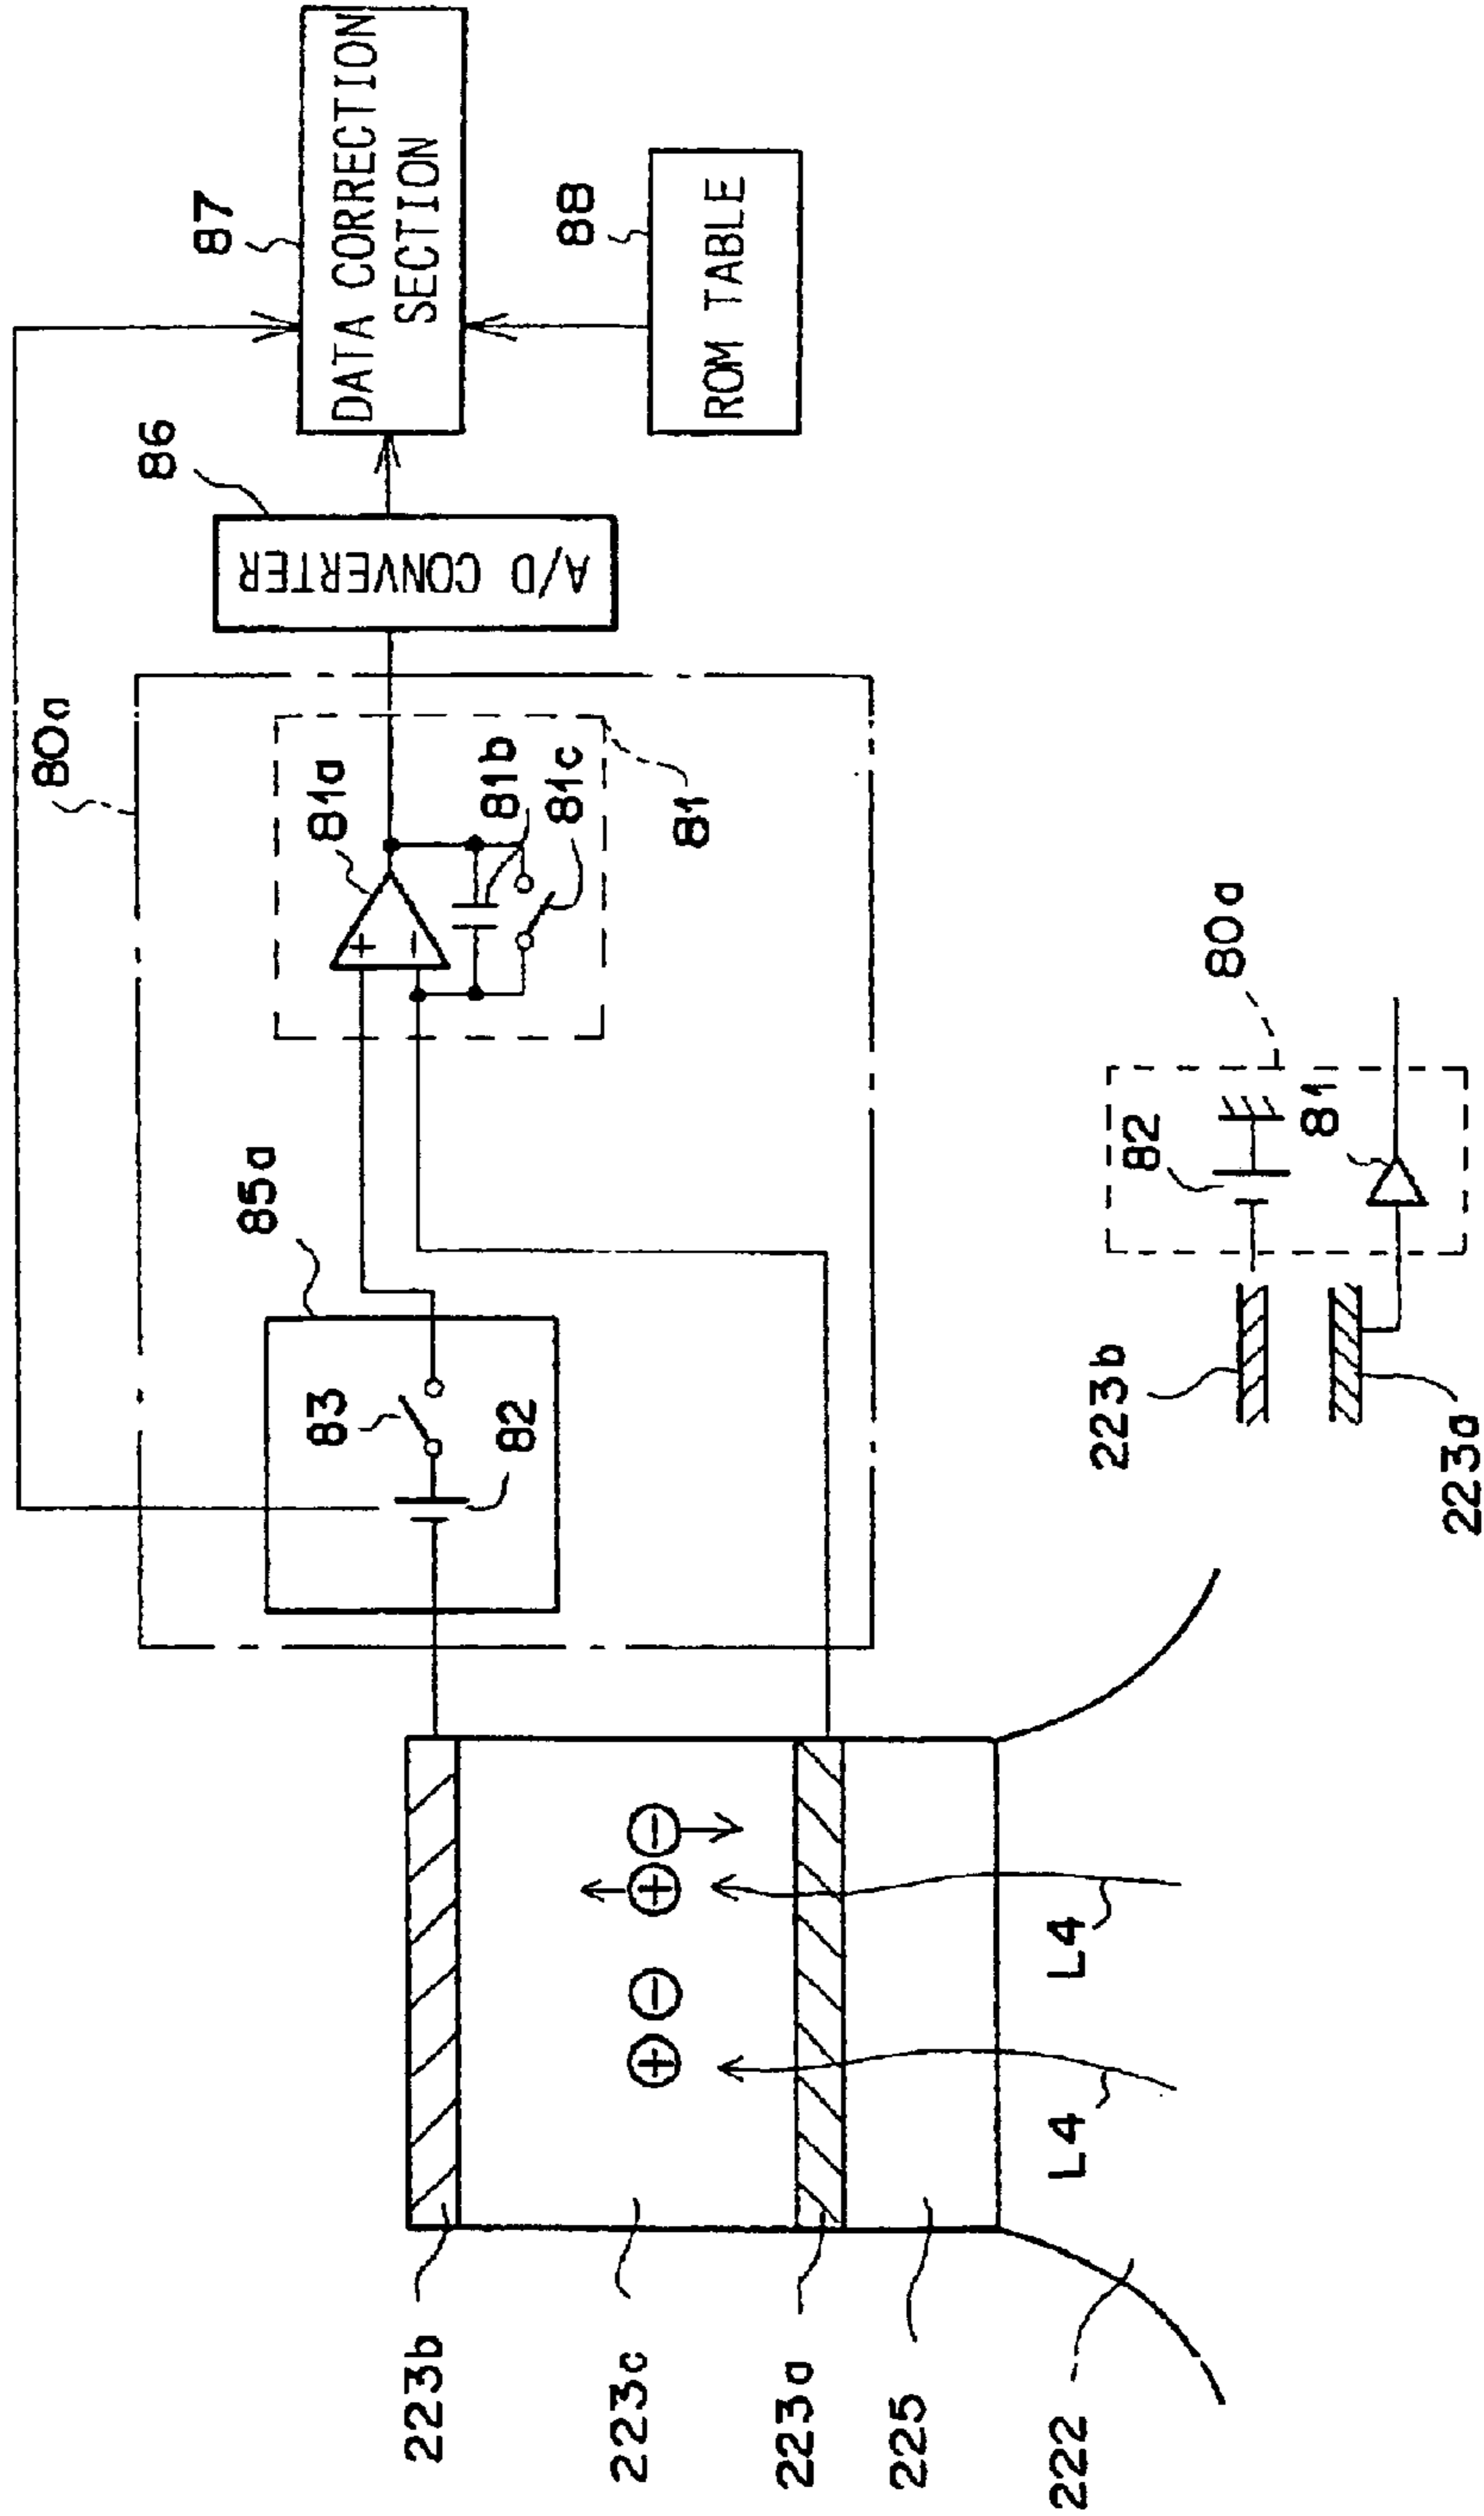 80a
85a
83
82
81a
+
−
81b
81c
81
86
A/D CONVERTER
87
DATA CORRECTION
SECTION
88
ROM TABLE
223b
223c
223a
225
222
+
−
+
−
L4
L4
223b
223a
82
81
80a